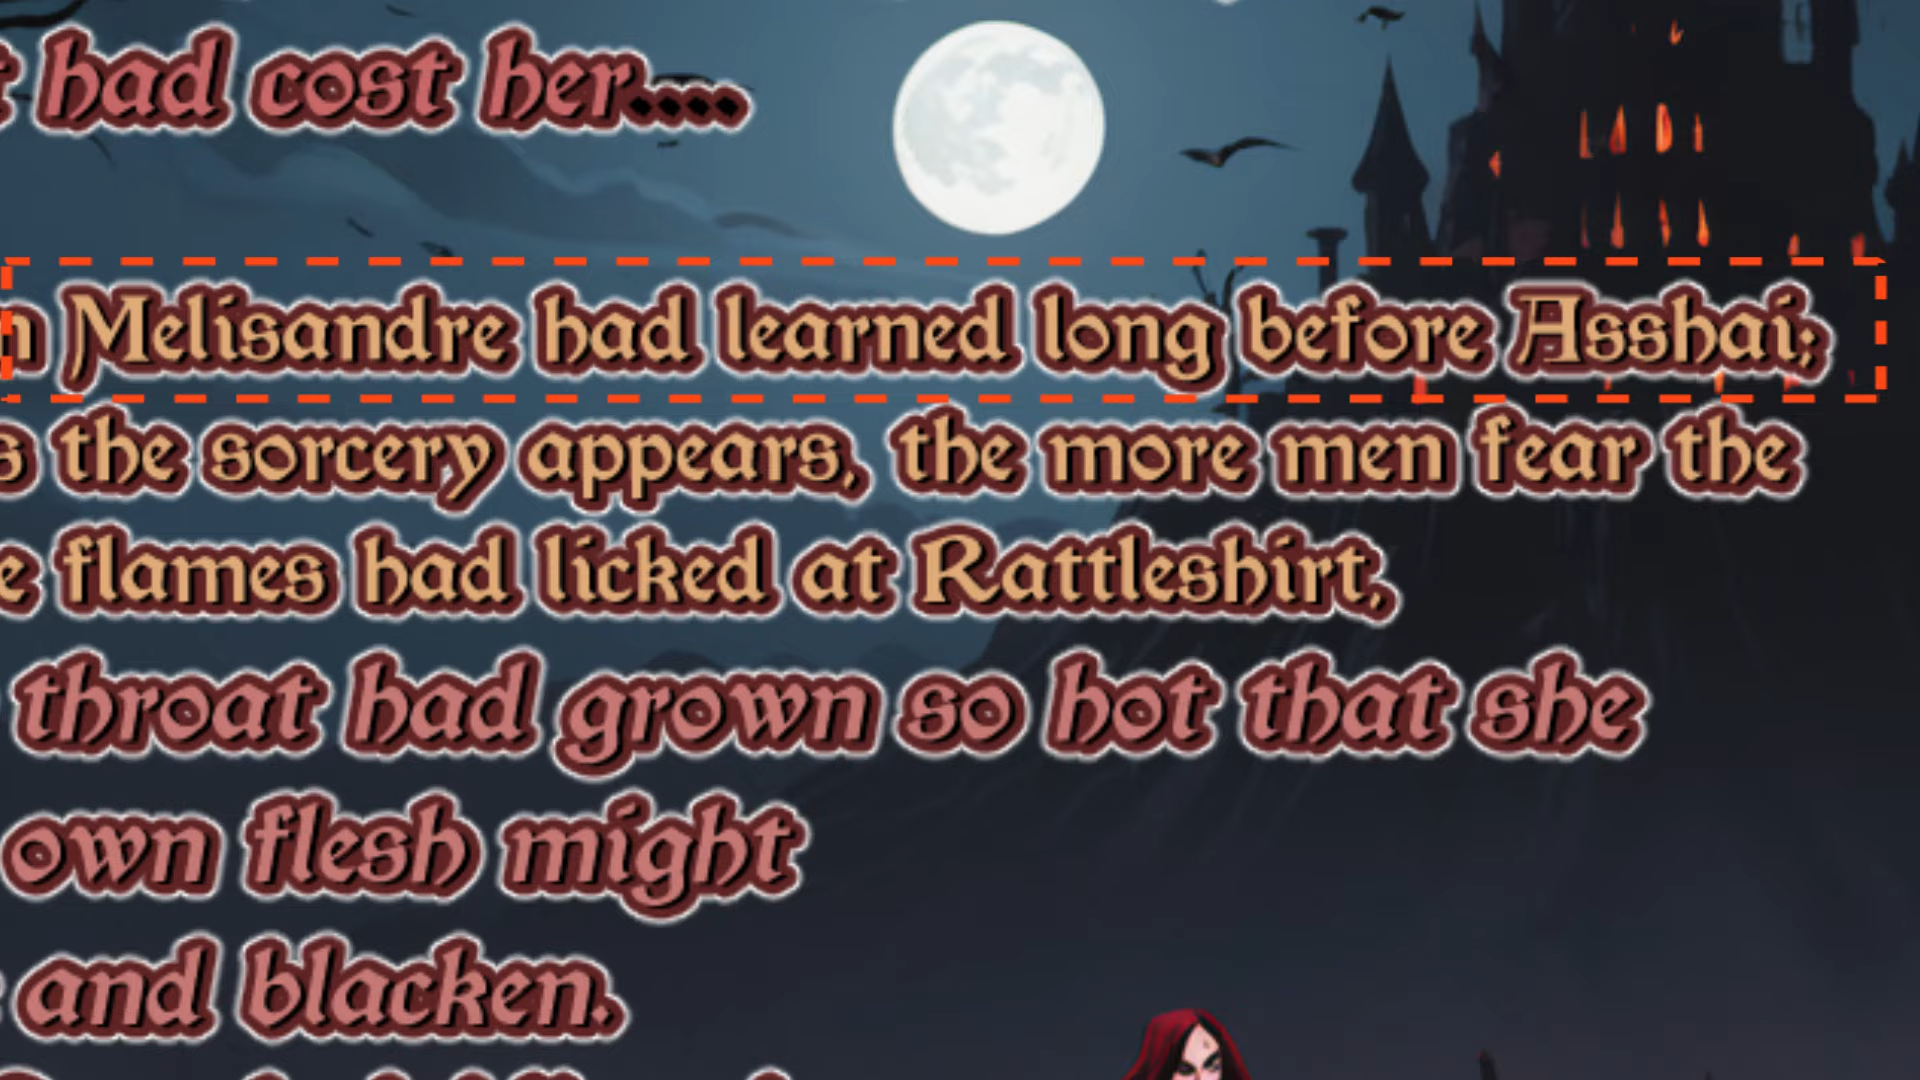 had cost her....
Melisandre had learned long before Asshai;
the sorcery appears, the more men fear the
flames had licked at Rattleshirt,
throat had grown so hot that she
own flesh might
and blacken.